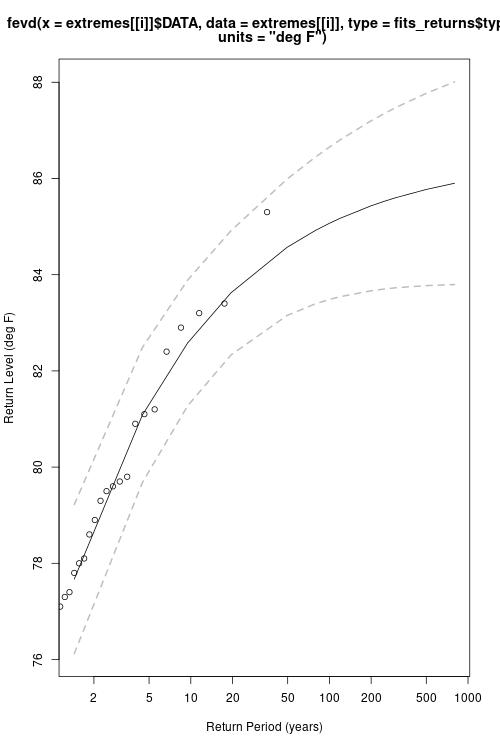 fevd(x = extremes[[i]]$DATA, data = extremes[[i]], type = fits_returns$typ
units = "deg F")
88
86
84
82
80
78
76
Return Level (deg F)
2 5 10 20 50 100 200 500 1000
Return Period (years)